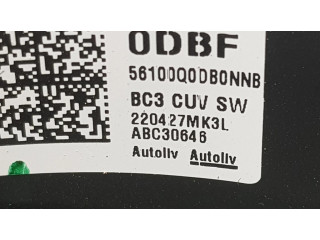 0DBF
56100Q0DB0NNB
BC3 CUV SW
220427MK3L
ABC30646
Autoliv Autoliv